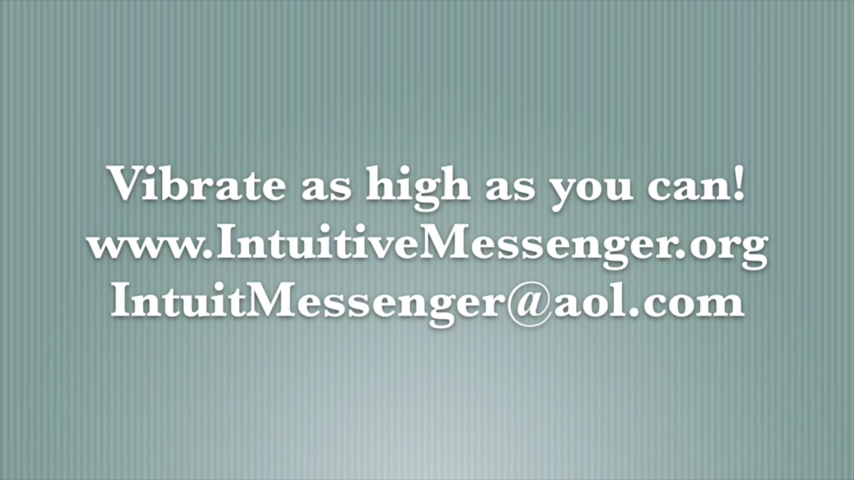 Vibrate as high as you can!
www.IntuitiveMessenger.org
IntuitMessenger@aol.com